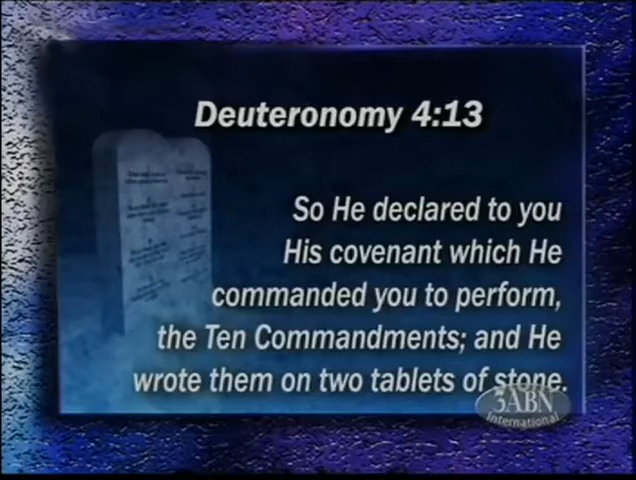 Deuteronomy 4:13
So He declared to you
His covenant which He
commanded you to perform,
the Ten Commandments; and He
wrote them on two tablets of stone.
3ABN
International